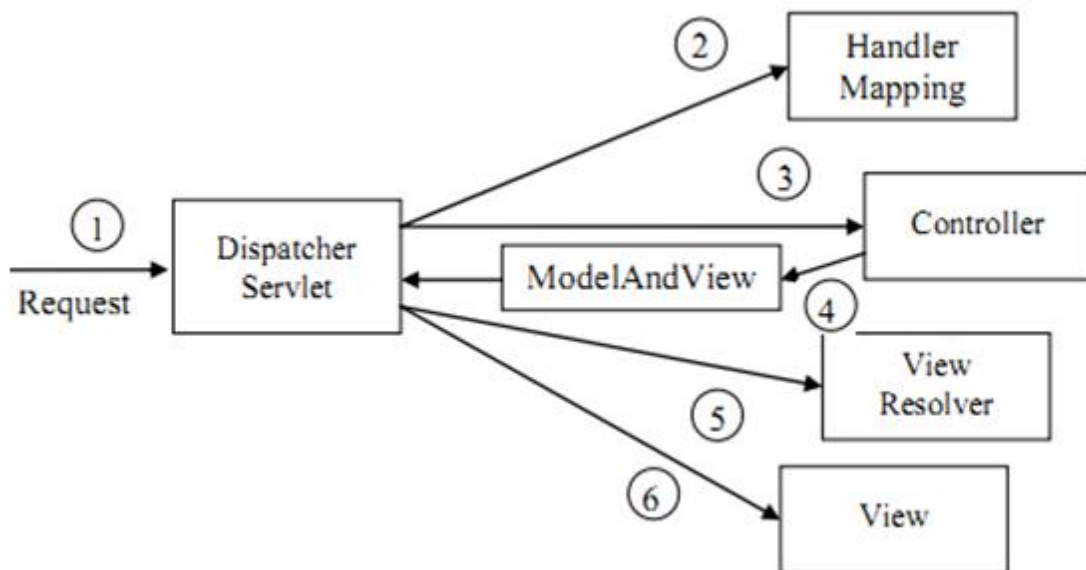 2
Handler
Mapping
3
1
Controller
Dispatcher
Servlet
ModelAndView
Request
4
View
Resolver
5
6
View